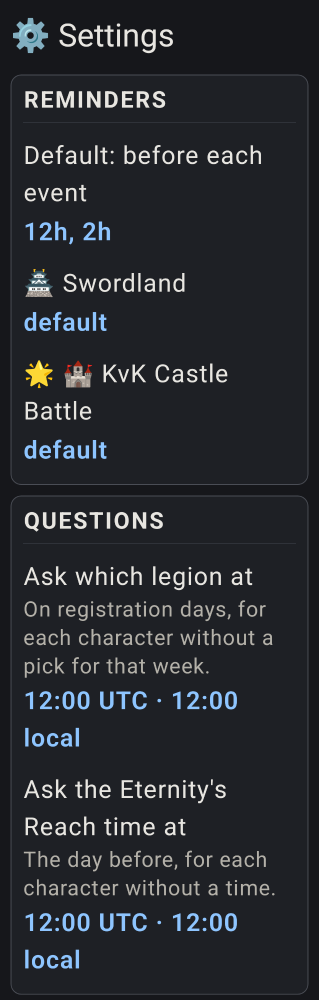 ⚙️ Settings
REMINDERS
Default: before each
event
12h, 2h
🏯 Swordland
default
🌟 🏰 KvK Castle
Battle
default
QUESTIONS
Ask which legion at
On registration days, for
each character without a
pick for that week.
12:00 UTC · 12:00
local
Ask the Eternity's
Reach time at
The day before, for each
character without a time.
12:00 UTC · 12:00
local